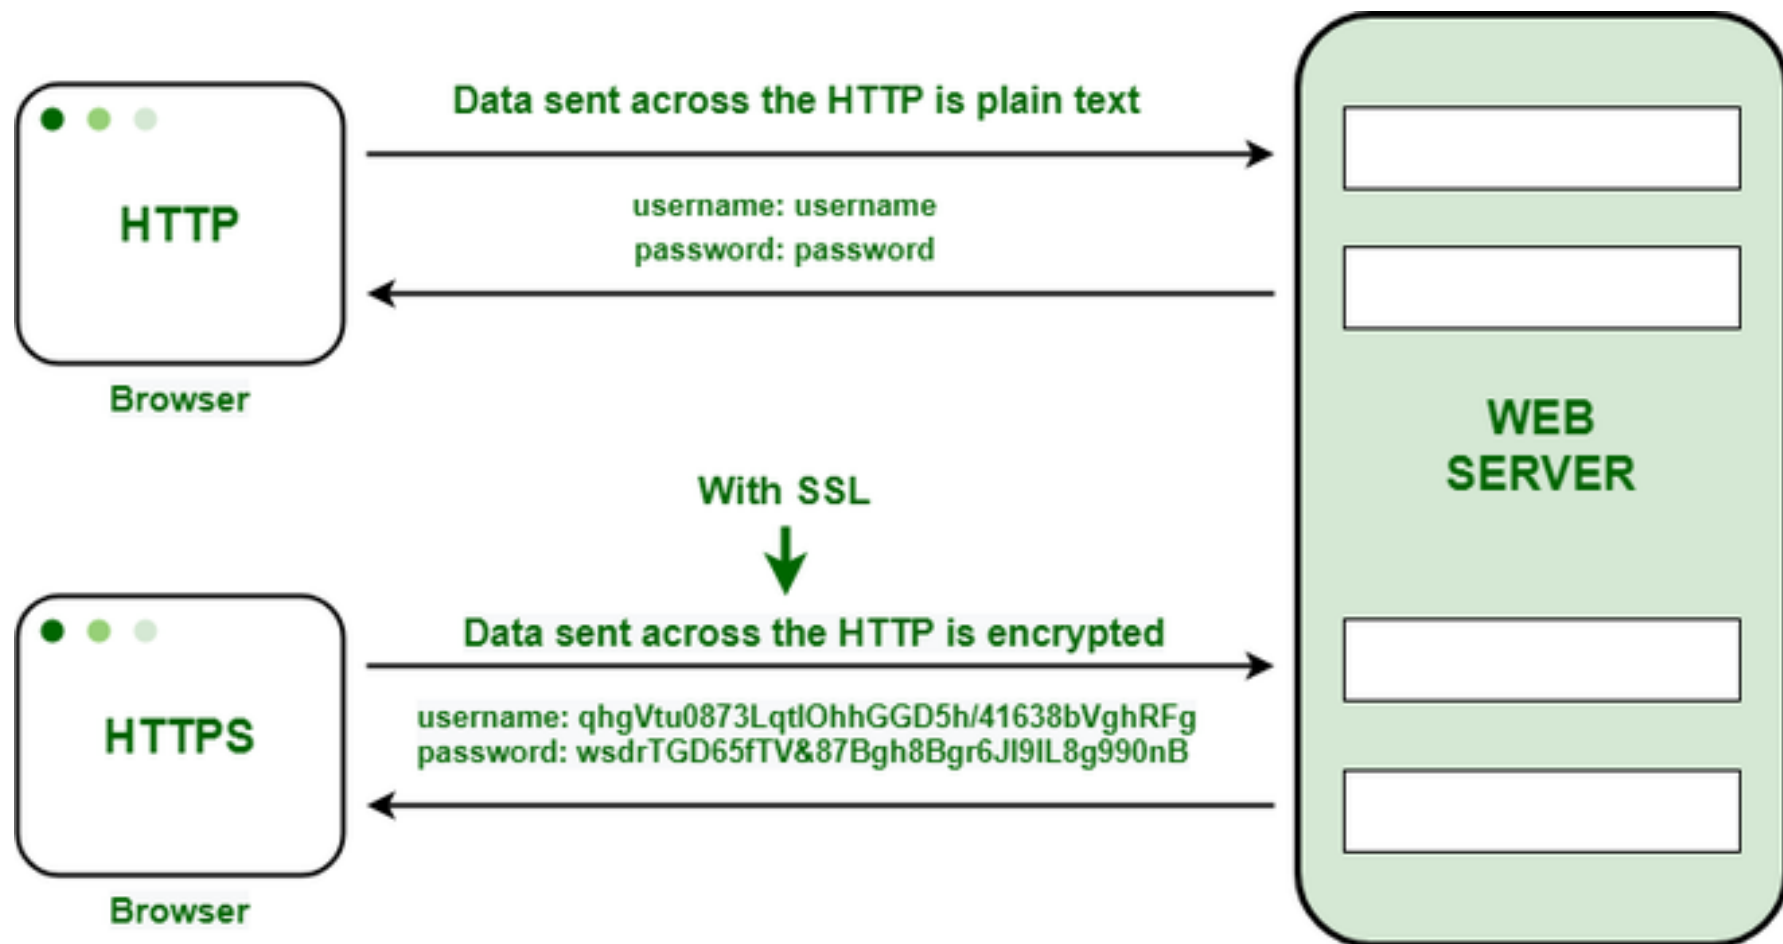 Data sent across the HTTP is plain text
HTTP
username: username
password: password
Browser
WEB
SERVER
With SSL
Data sent across the HTTP is encrypted
HTTPS
username: qhgVtu0873LqtlOhhGGD5h/41638bVghRFg
password: wsdrTGD65fTV&87Bgh8Bgr6Jl9lL8g990nB
Browser